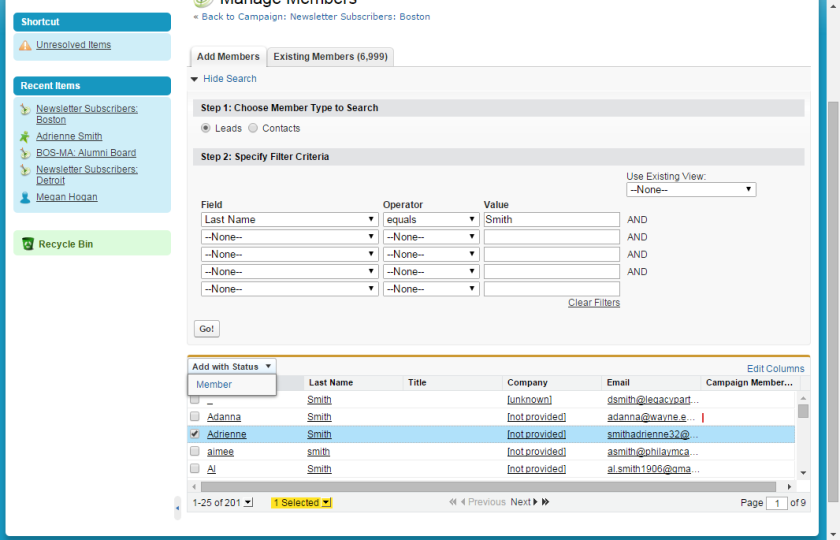 Manage Members
« Back to Campaign: Newsletter Subscribers: Boston
Shortcut
Unresolved Items
Recent Items
Newsletter Subscribers:
Boston
Adrienne Smith
BOS-MA: Alumni Board
Newsletter Subscribers:
Detroit
Megan Hogan
Recycle Bin
Add Members
Existing Members (6,999)
Hide Search
Step 1: Choose Member Type to Search
Leads Contacts
Step 2: Specify Filter Criteria
Use Existing View:
--None--
Field Operator Value
Last Name equals Smith AND
--None-- --None-- AND
--None-- --None-- AND
--None-- --None-- AND
--None-- --None--
Clear Filters
Go!
Add with Status
Edit Columns
Member
Last Name Title Company Email Campaign Member...
_ Smith [unknown] dsmith@legacypart...
Adanna Smith [not provided] adanna@wayne.e...
Adrienne Smith [not provided] smithadrienne32@...
aimee smith [not provided] asmith@philaymca...
Al Smith [not provided] al.smith1906@gma...
1-25 of 201 1 Selected Previous Next Page 1 of 9